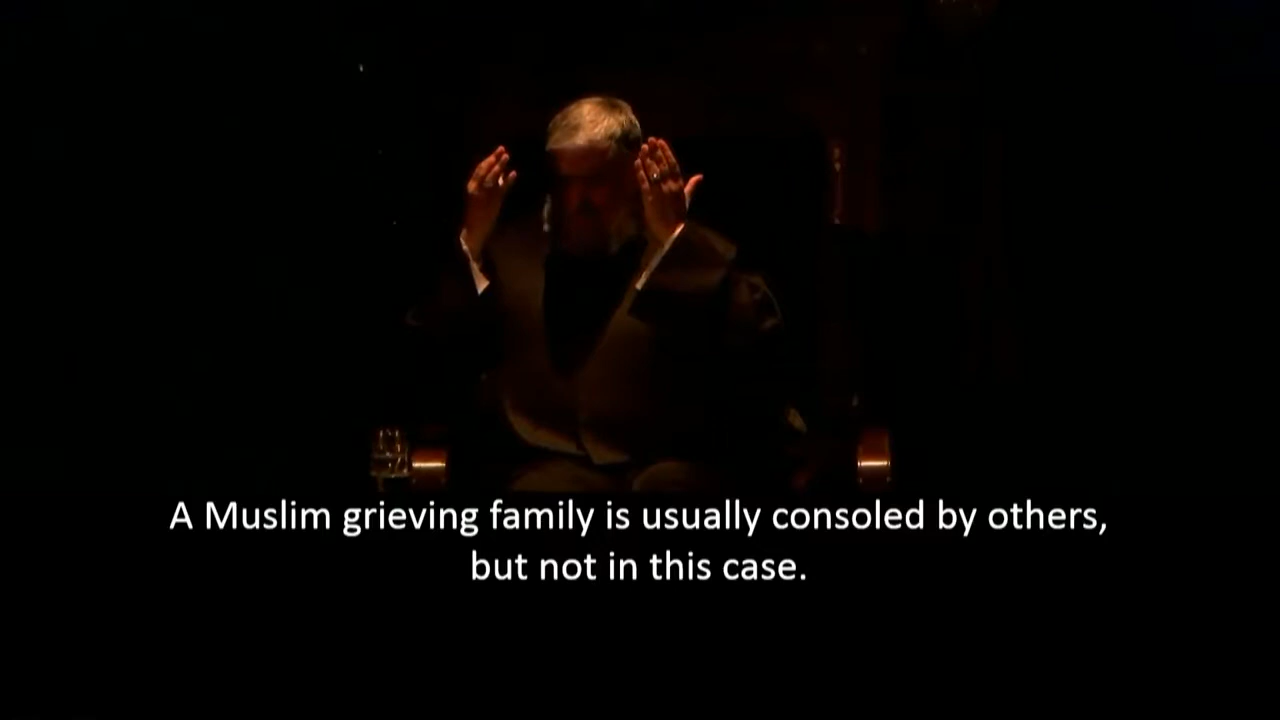 A Muslim grieving family is usually consoled by others,
but not in this case.